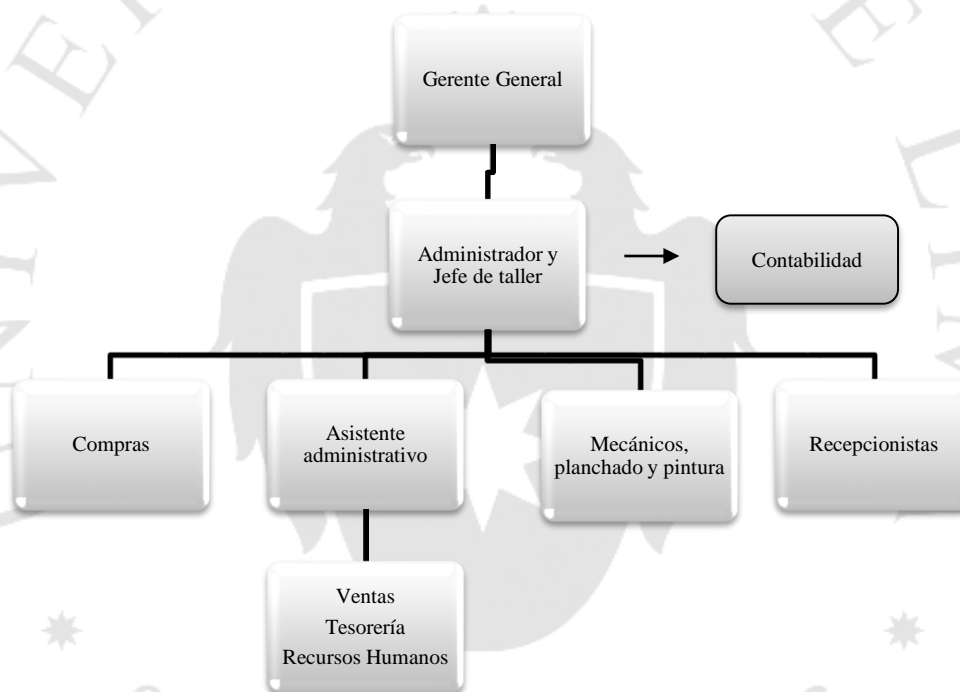 Gerente General
Administrador y
Jefe de taller
Contabilidad
Compras
Asistente
administrativo
Mecánicos,
planchado y pintura
Recepcionistas
Ventas
Tesorería
Recursos Humanos